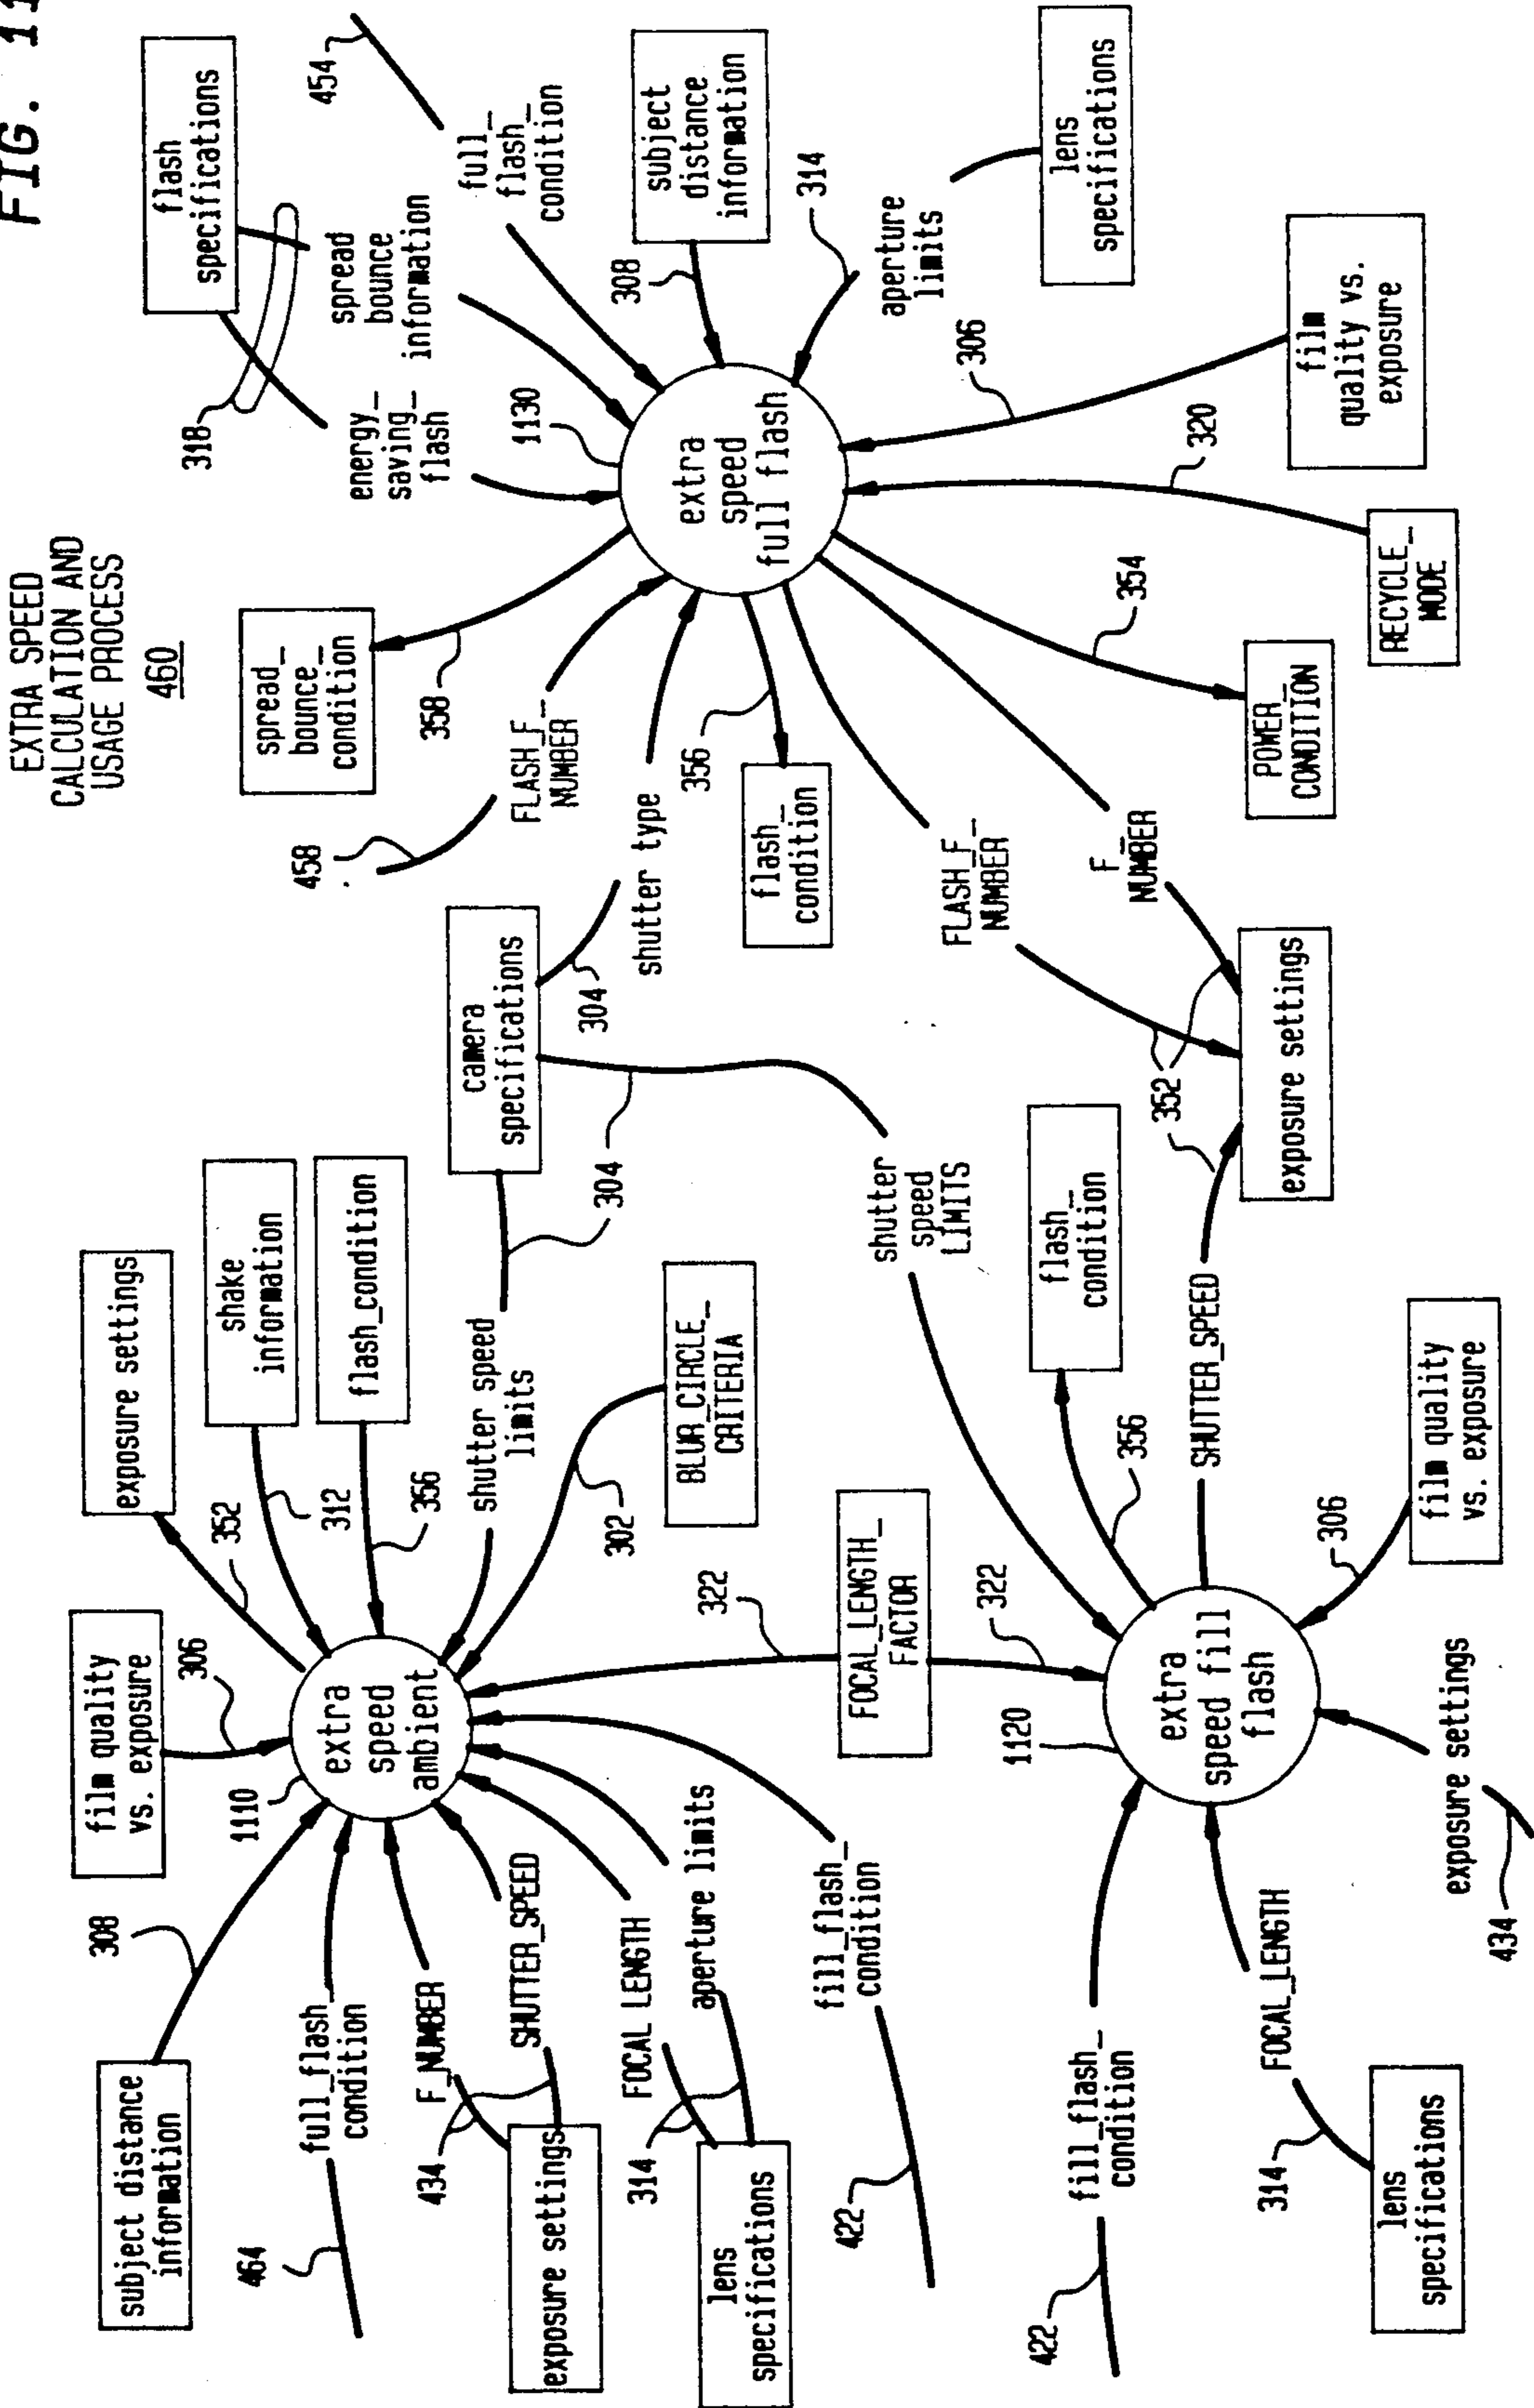 FIG. 11
EXTRA SPEED
CALCULATION AND
USAGE PROCESS
460
subject distance
information
308
film quality
vs. exposure
306
exposure settings
352
shake
information
312
flash_condition
356
shutter speed
limits
1110
extra
speed
ambient
full_flash_
condition
464
F_NUMBER
SHUTTER_SPEED
434
exposure settings
FOCAL LENGTH
aperture limits
314
lens
specifications
fill_flash_
condition
422
BLUR_CIRCLE_
CRITERIA
302
322
FOCAL_LENGTH_
FACTOR
322
camera
specifications
304
304
304
shutter type
shutter
speed
LIMITS
flash
specifications
318
energy_
saving_
flash
spread
bounce
information
454
full_
flash_
condition
subject
distance
information
308
314
aperture
limits
lens
specifications
1130
extra
speed
full flash
spread_
bounce_
condition
358
458
FLASH_F_
NUMBER
356
flash_
condition
306
film
quality vs.
exposure
320
RECYCLE_
MODE
354
POWER_
CONDITION
FLASH_F_
NUMBER
F_
NUMBER
352
exposure settings
SHUTTER_SPEED
flash_
condition
356
1120
extra
speed fill
flash
fill_flash_
condition
422
FOCAL_LENGTH
314
lens
specifications
exposure settings
434
306
film quality
vs. exposure